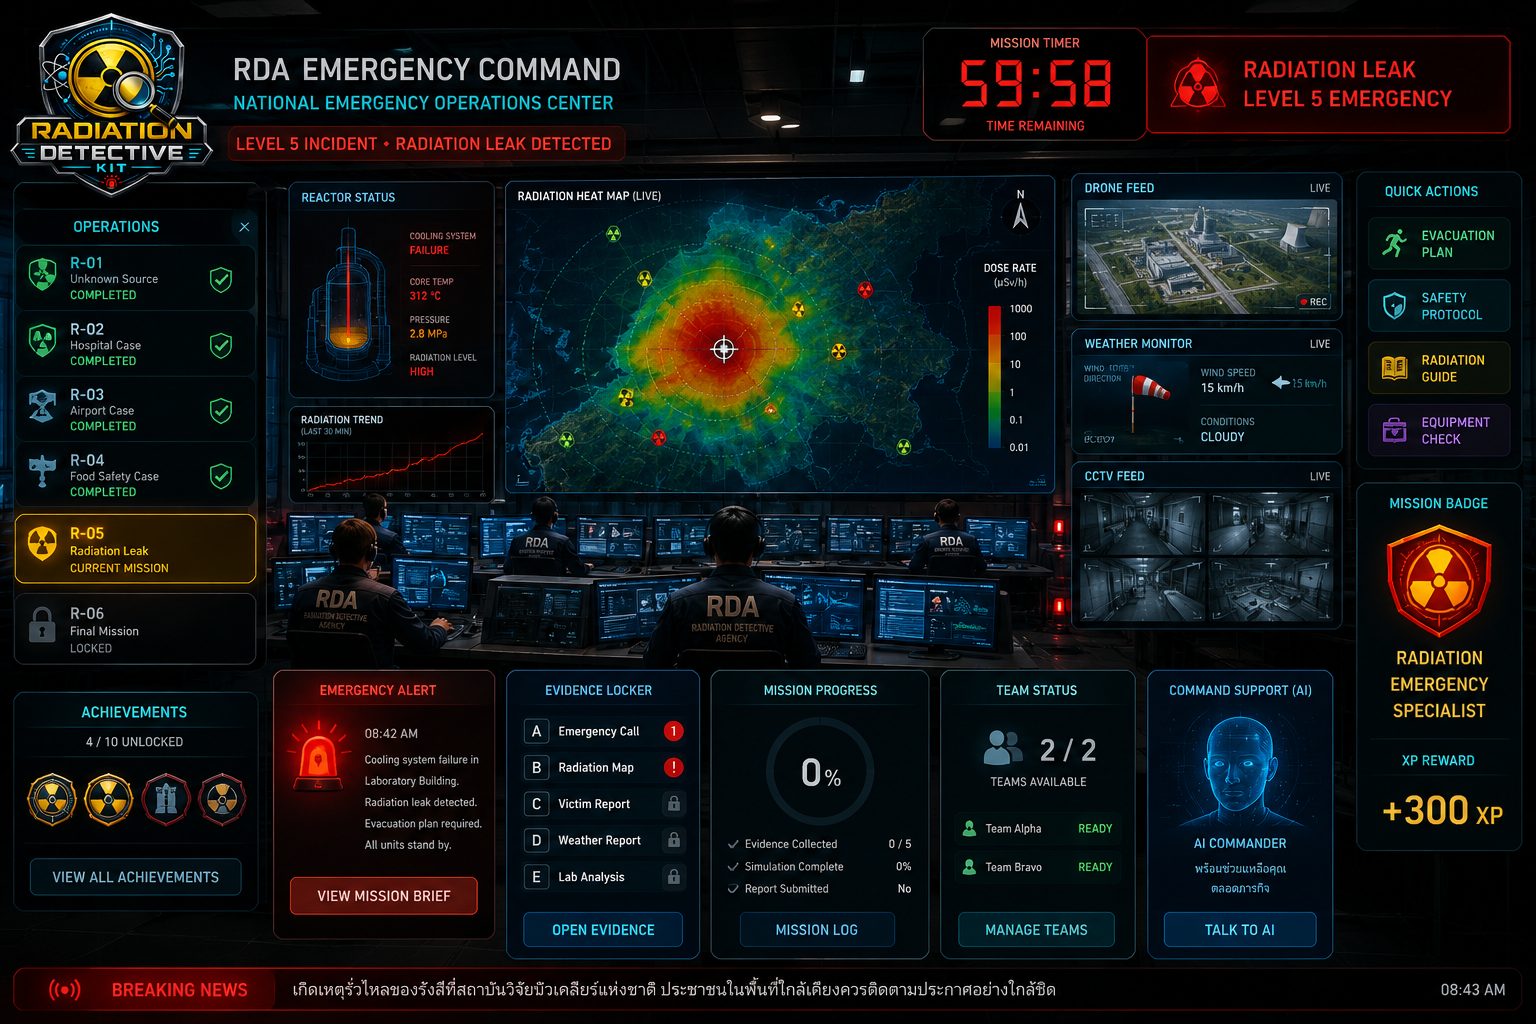 RADIATION
DETECTIVE
KIT
RDA EMERGENCY COMMAND
NATIONAL EMERGENCY OPERATIONS CENTER
LEVEL 5 INCIDENT • RADIATION LEAK DETECTED
MISSION TIMER
59:58
TIME REMAINING
RADIATION LEAK
LEVEL 5 EMERGENCY
OPERATIONS
R-01
Unknown Source
COMPLETED
R-02
Hospital Case
COMPLETED
R-03
Airport Case
COMPLETED
R-04
Food Safety Case
COMPLETED
R-05
Radiation Leak
CURRENT MISSION
R-06
Final Mission
LOCKED
ACHIEVEMENTS
4 / 10 UNLOCKED
VIEW ALL ACHIEVEMENTS
REACTOR STATUS
COOLING SYSTEM
FAILURE
CORE TEMP
312 °C
PRESSURE
2.8 MPa
RADIATION LEVEL
HIGH
RADIATION TREND
(LAST 30 MIN)
RADIATION HEAT MAP (LIVE)
N
DOSE RATE
(μSv/h)
1000
100
10
1
0.1
0.01
DRONE FEED
LIVE
REC
WEATHER MONITOR
LIVE
WIND
DIRECTION
WIND SPEED
15 km/h
15 km/h
CONDITIONS
CLOUDY
CCTV FEED
LIVE
QUICK ACTIONS
EVACUATION
PLAN
SAFETY
PROTOCOL
RADIATION
GUIDE
EQUIPMENT
CHECK
MISSION BADGE
RADIATION
EMERGENCY
SPECIALIST
XP REWARD
+300 XP
RDA
RADIATION DETECTIVE
AGENCY
RDA
RDA
RADIATION DETECTIVE
AGENCY
RDA
EMERGENCY ALERT
08:42 AM
Cooling system failure in
Laboratory Building.
Radiation leak detected.
Evacuation plan required.
All units stand by.
VIEW MISSION BRIEF
EVIDENCE LOCKER
A Emergency Call 1
B Radiation Map !
C Victim Report
D Weather Report
E Lab Analysis
OPEN EVIDENCE
MISSION PROGRESS
0%
Evidence Collected 0 / 5
Simulation Complete 0%
Report Submitted No
MISSION LOG
TEAM STATUS
2 / 2
TEAMS AVAILABLE
Team Alpha READY
Team Bravo READY
MANAGE TEAMS
COMMAND SUPPORT (AI)
AI COMMANDER
พร้อมช่วยเหลือคุณ
ตลอดภารกิจ
TALK TO AI
BREAKING NEWS
เกิดเหตุรั่วไหลของรังสีที่สถาบันวิจัยนิวเคลียร์แห่งชาติ ประชาชนในพื้นที่ใกล้เคียงควรติดตามประกาศอย่างใกล้ชิด
08:43 AM